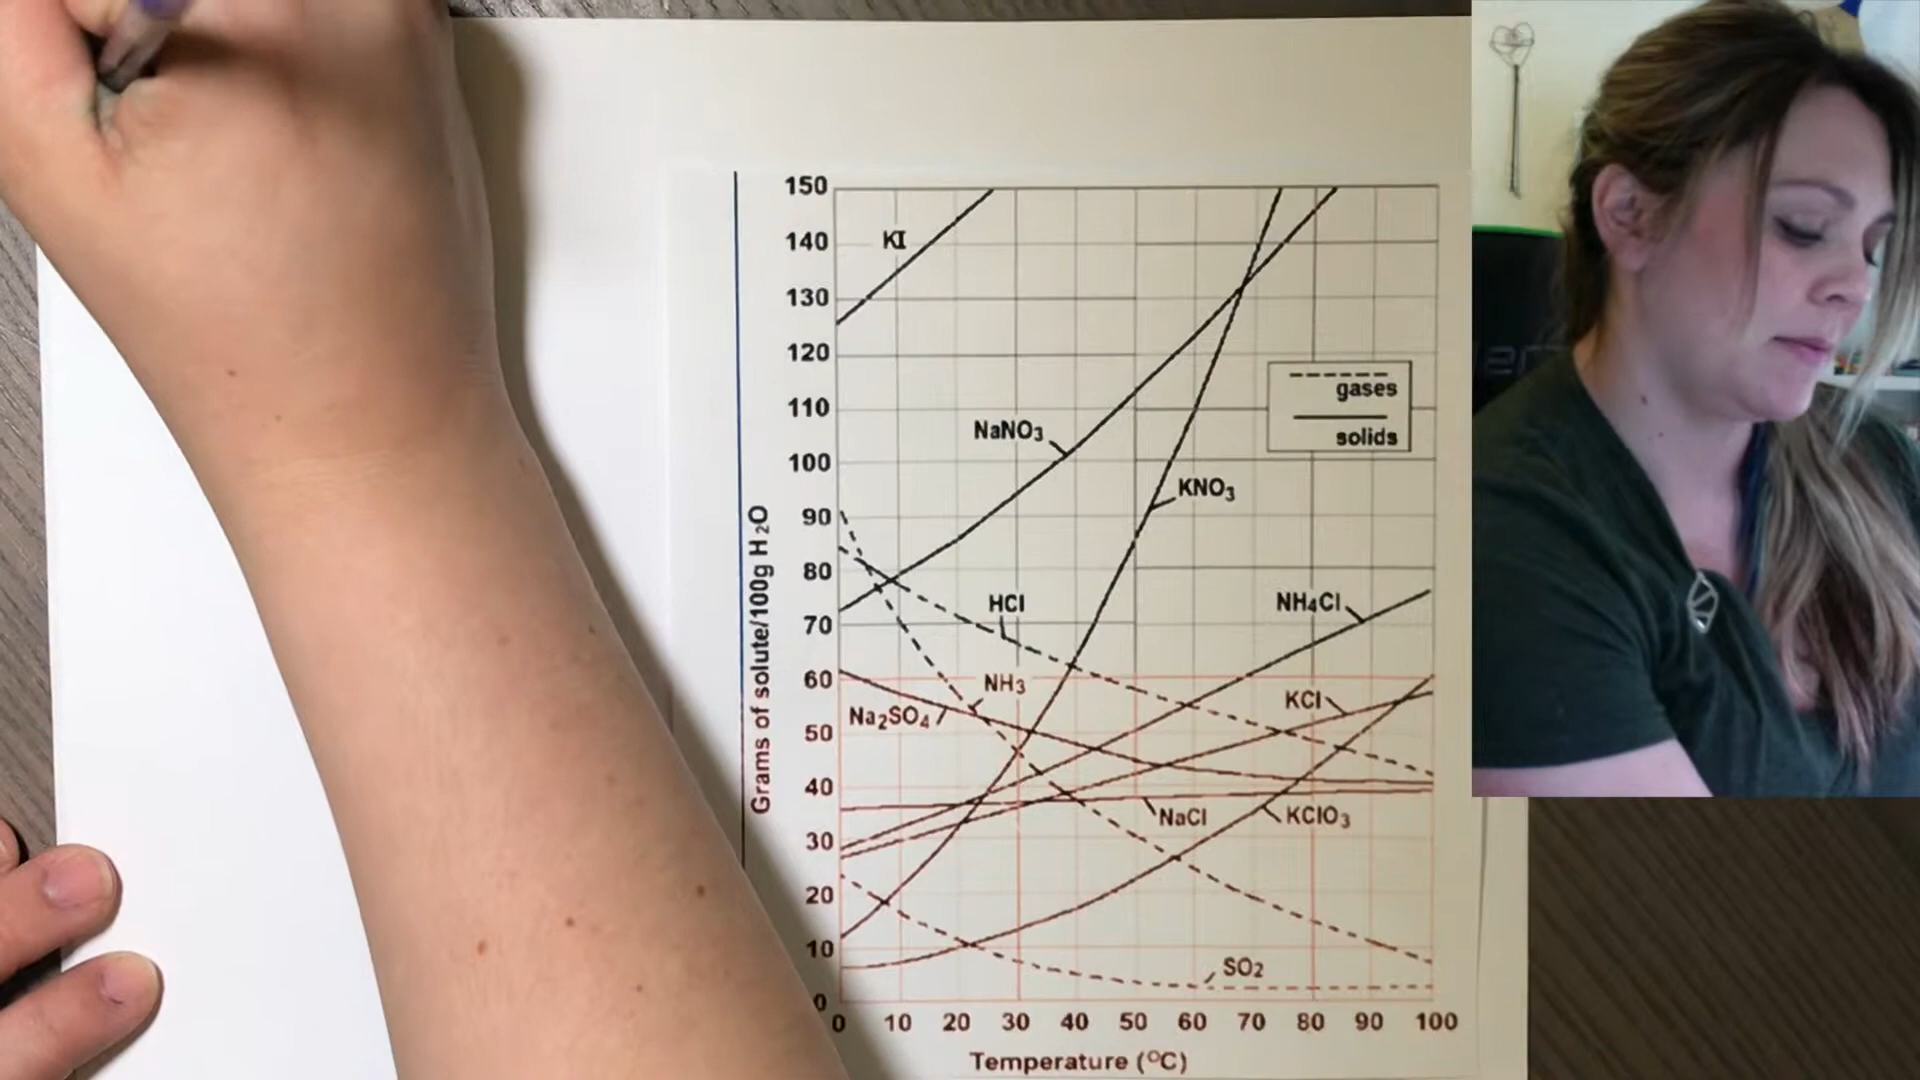 150
KI
140
130
120
gases
110
NaNO3
solids
100
KNO3
90
80
HCl
NH4Cl
70
60
NH3
KCl
Na2SO4
50
40
NaCl
KClO3
30
20
10
SO2
0
0 10 20 30 40 50 60 70 80 90 100
Temperature (ºC)
Grams of solute/100g H2O